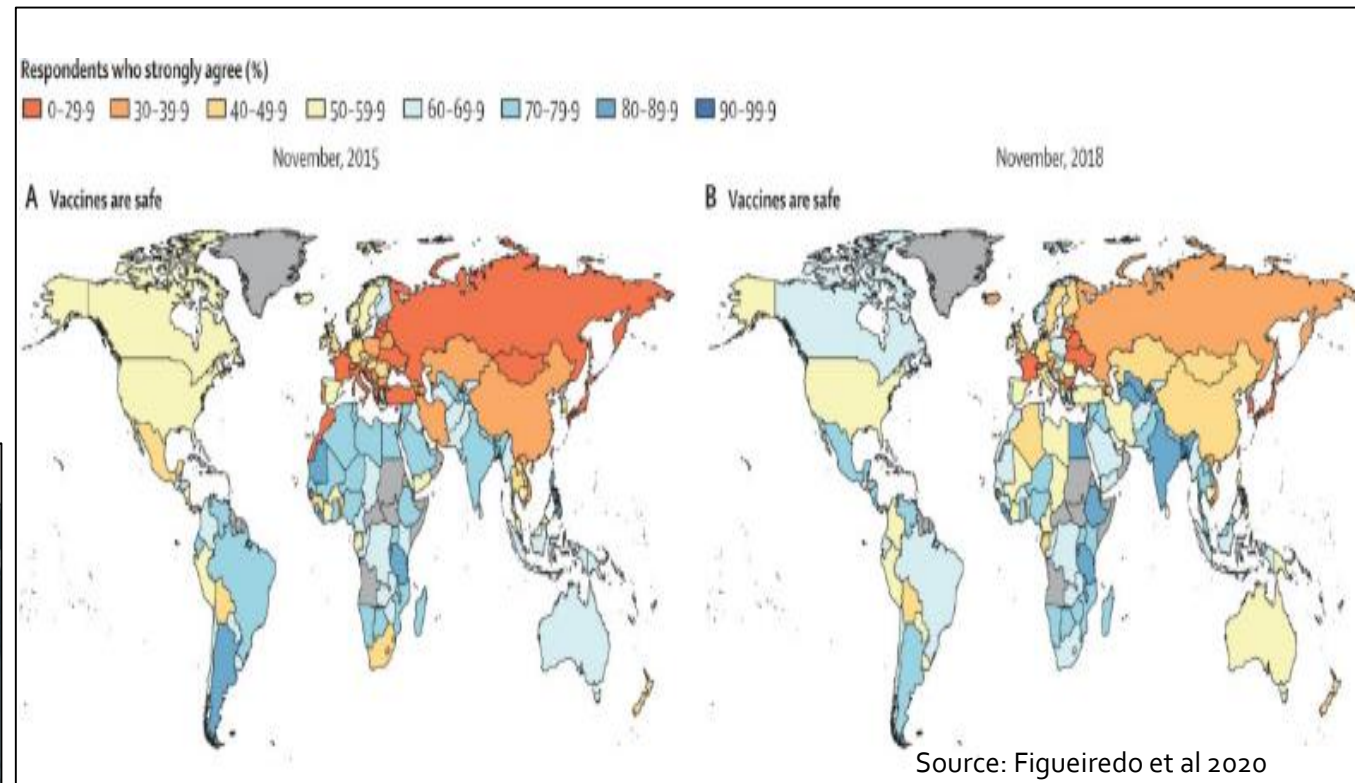 Respondents who strongly agree (%)
0–29·9 30–39·9 40–49·9 50–59·9 60–69·9 70–79·9 80–89·9 90–99·9
November, 2015
November, 2018
A Vaccines are safe
B Vaccines are safe
Source: Figueiredo et al 2020